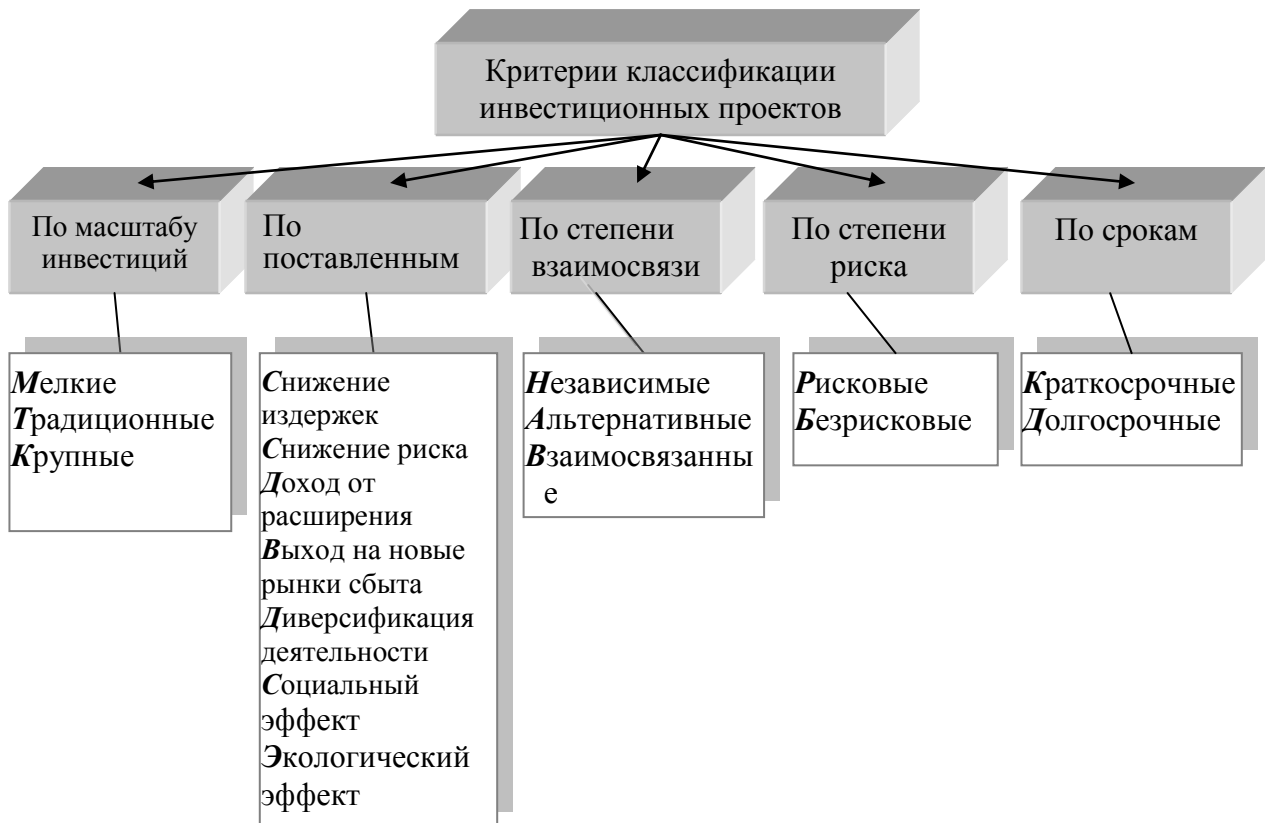 Критерии классификации
инвестиционных проектов
По масштабу
инвестиций
По
поставленным
По степени
взаимосвязи
По степени
риска
По срокам
Мелкие
Традиционные
Крупные
Снижение
издержек
Снижение риска
Доход от
расширения
Выход на новые
рынки сбыта
Диверсификация
деятельности
Социальный
эффект
Экологический
эффект
Независимые
Альтернативные
Взаимосвязанны
е
Рисковые
Безрисковые
Краткосрочные
Долгосрочные